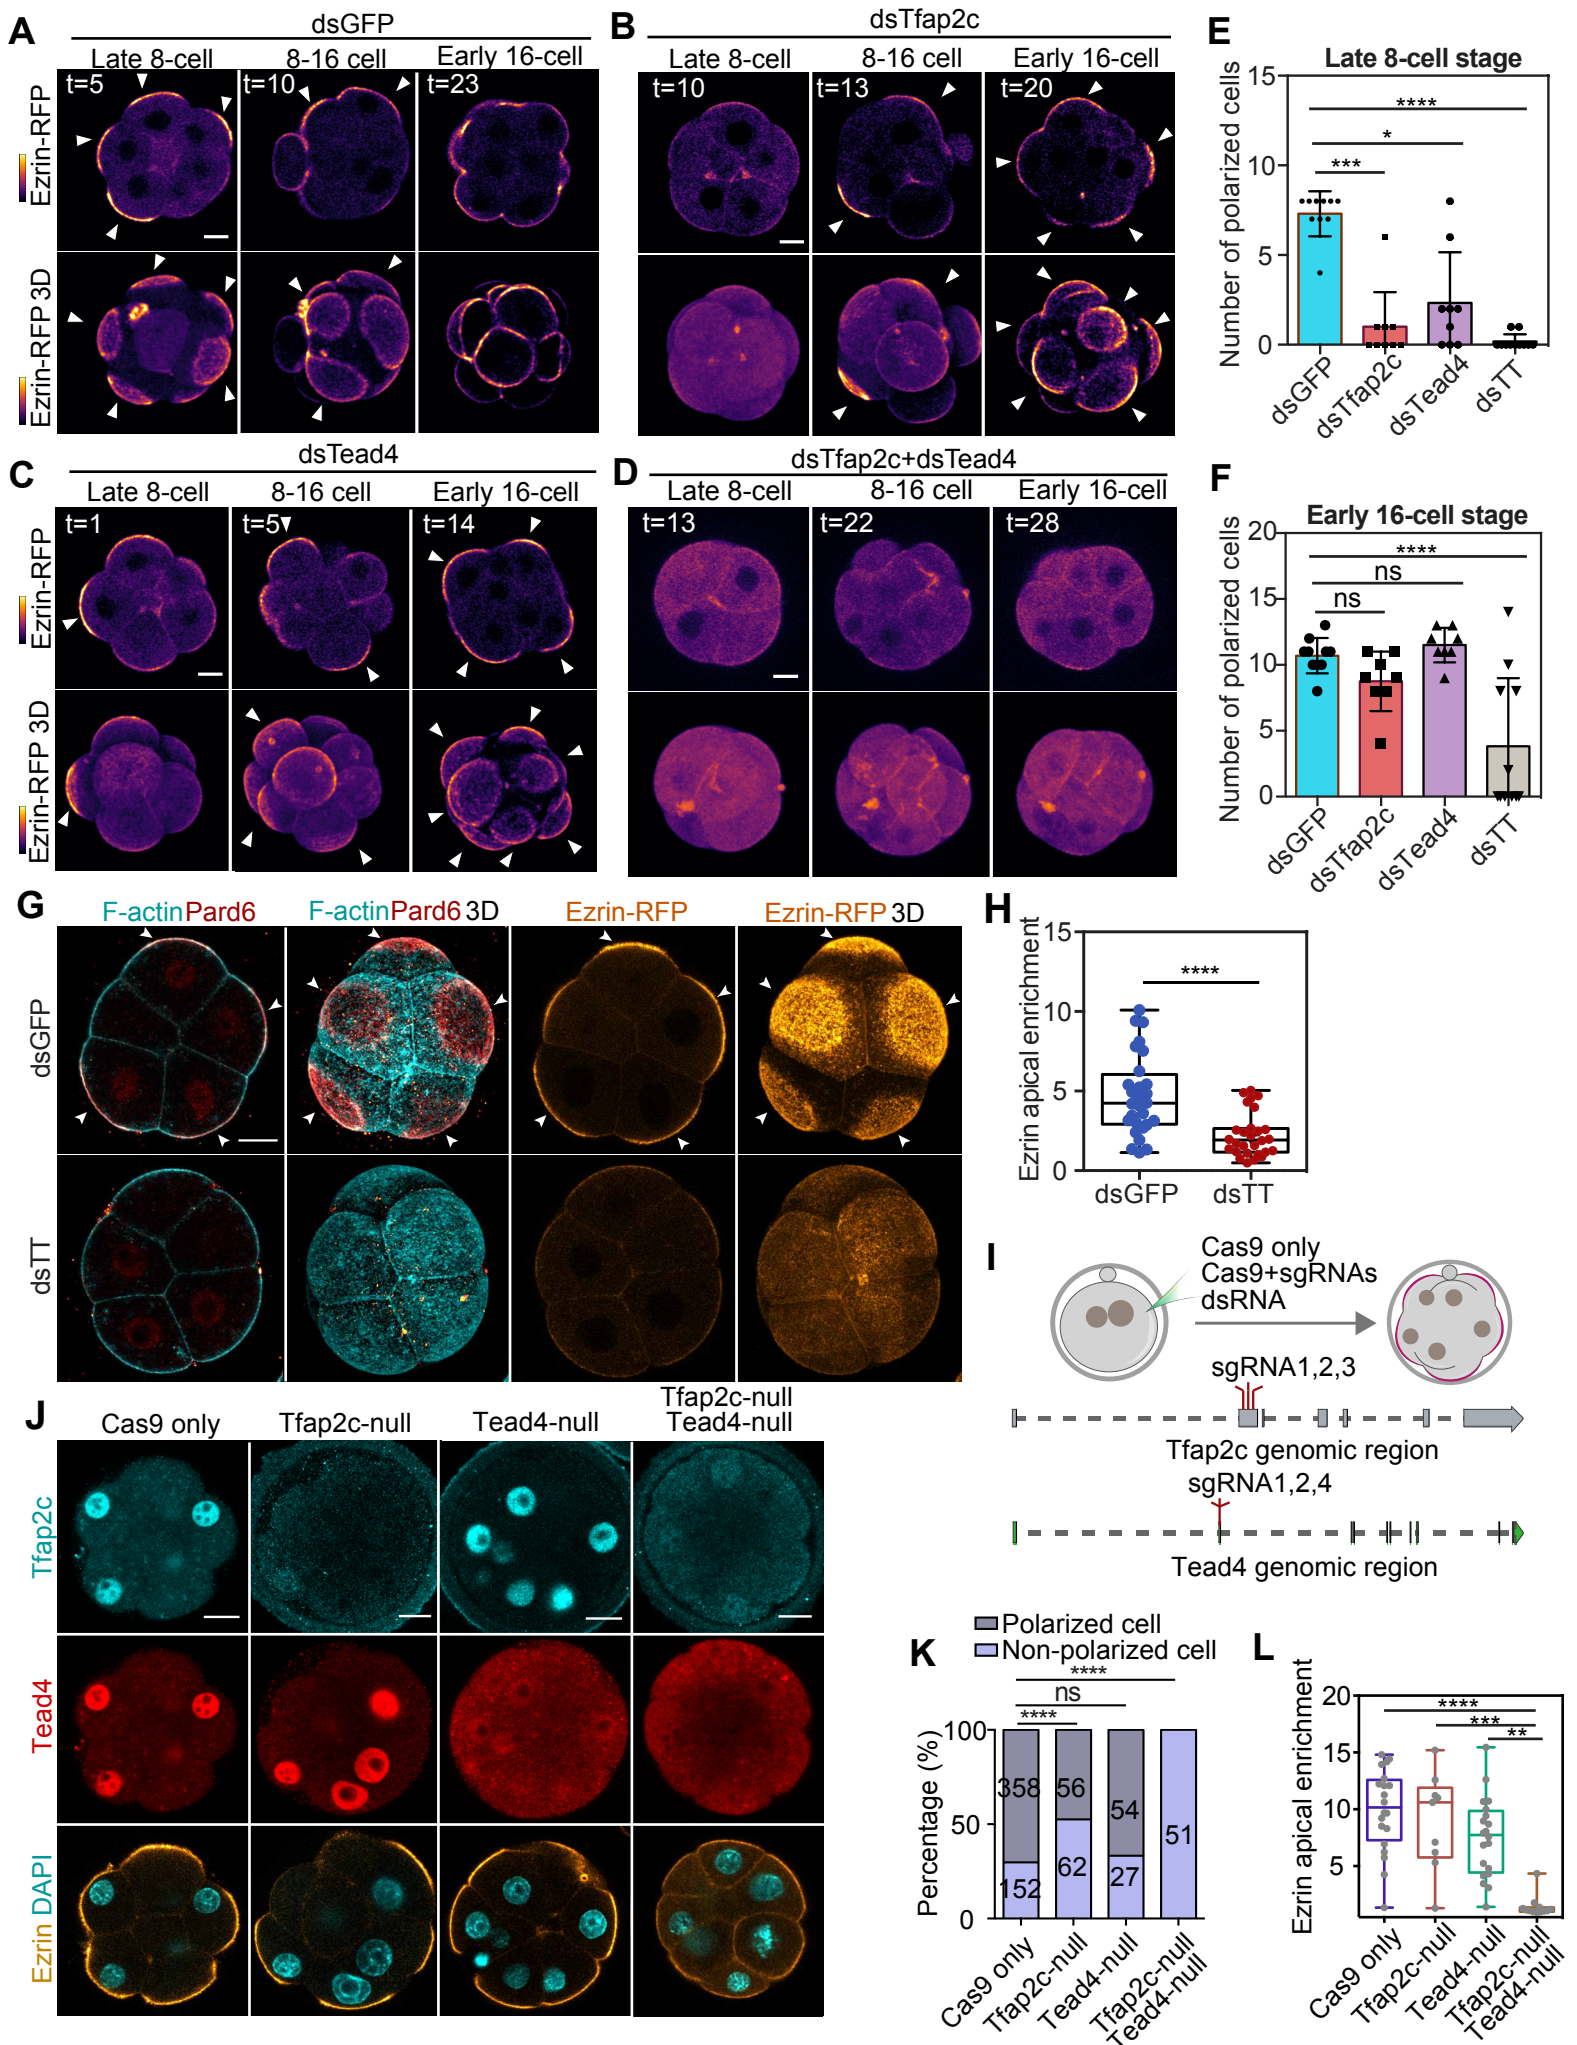 A
dsGFP
Late 8-cell
8-16 cell
Early 16-cell
t=5
t=10
t=23
Ezrin-RFP
Ezrin-RFP 3D
B
dsTfap2c
Late 8-cell
8-16 cell
Early 16-cell
t=10
t=13
t=20
E
Late 8-cell stage
Number of polarized cells
15
10
5
0
****
*
***
dsGFP
dsTfap2c
dsTead4
dsTT
C
dsTead4
Late 8-cell
8-16 cell
Early 16-cell
t=1
t=5
t=14
Ezrin-RFP
Ezrin-RFP 3D
D
dsTfap2c+dsTead4
Late 8-cell
8-16 cell
Early 16-cell
t=13
t=22
t=28
F
Early 16-cell stage
Number of polarized cells
20
15
10
5
0
****
ns
ns
dsGFP
dsTfap2c
dsTead4
dsTT
G
F-actin Pard6
F-actin Pard6 3D
Ezrin-RFP
Ezrin-RFP 3D
dsGFP
dsTT
H
Ezrin apical enrichment
15
10
5
0
****
dsGFP
dsTT
I
Cas9 only
Cas9+sgRNAs
dsRNA
sgRNA1,2,3
Tfap2c genomic region
sgRNA1,2,4
Tead4 genomic region
J
Cas9 only
Tfap2c-null
Tead4-null
Tfap2c-null
Tead4-null
Tfap2c
Tead4
Ezrin DAPI
K
Polarized cell
Non-polarized cell
****
ns
****
Percentage (%)
100
50
0
358
152
56
62
54
27
51
Cas9 only
Tfap2c-null
Tead4-null
Tfap2c-null
Tead4-null
L
Ezrin apical enrichment
20
15
10
5
****
***
**
Cas9 only
Tfap2c-null
Tead4-null
Tfap2c-null
Tead4-null